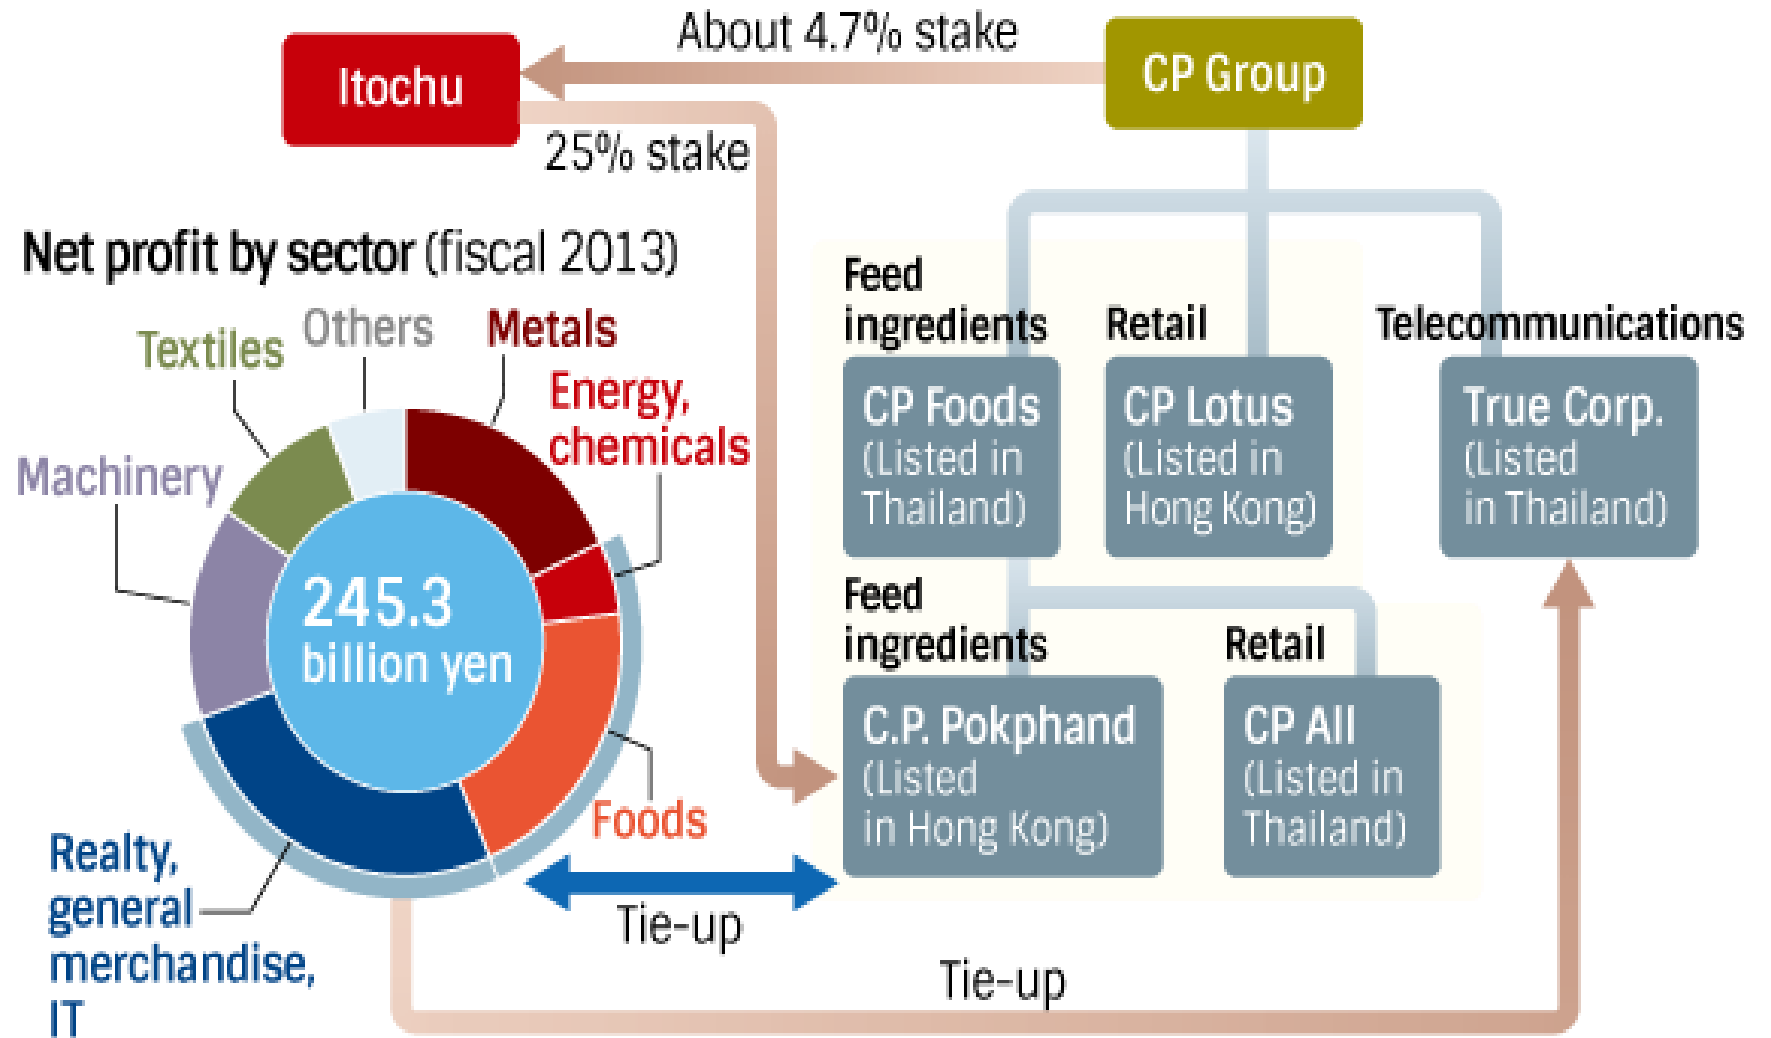 About 4.7% stake
Itochu
CP Group
25% stake
Net profit by sector (fiscal 2013)
Others
Metals
Textiles
Energy,
chemicals
Machinery
245.3
billion yen
Foods
Realty,
general
merchandise,
IT
Feed
ingredients
Retail
Telecommunications
CP Foods
(Listed in
Thailand)
CP Lotus
(Listed in
Hong Kong)
True Corp.
(Listed
in Thailand)
Feed
ingredients
Retail
C.P. Pokphand
(Listed
in Hong Kong)
CP All
(Listed in
Thailand)
Tie-up
Tie-up